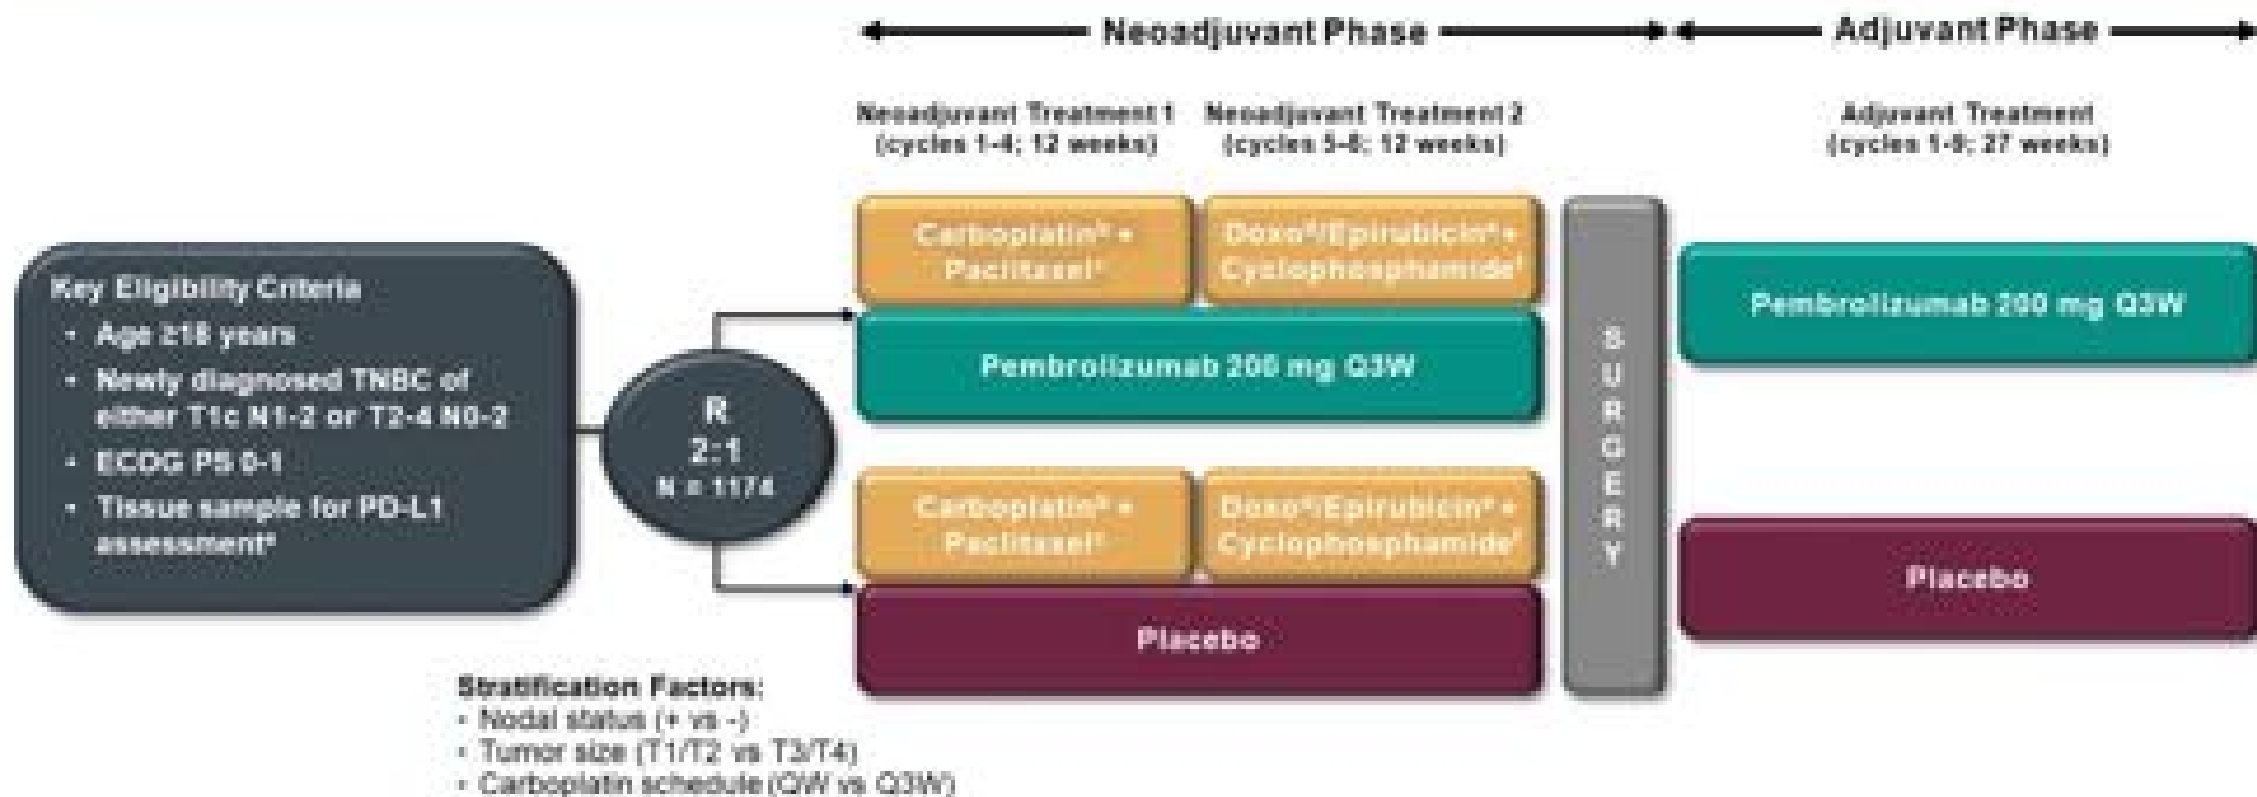 Neoadjuvant Phase
Adjuvant Phase
Neoadjuvant Treatment 1
(cycles 1-4; 12 weeks)
Neoadjuvant Treatment 2
(cycles 5-8; 12 weeks)
Adjuvant Treatment
(cycles 1-9; 27 weeks)
Key Eligibility Criteria
• Age ≥18 years
• Newly diagnosed TNBC of
either T1c N1-2 or T2-4 N0-2
• ECOG PS 0-1
• Tissue sample for PD-L1
assessment
R
2:1
N = 1174
Carboplatin +
Paclitaxel
Doxo/Epirubicin +
Cyclophosphamide
Pembrolizumab 200 mg Q3W
Carboplatin +
Paclitaxel
Doxo/Epirubicin +
Cyclophosphamide
Placebo
SURGERY
Pembrolizumab 200 mg Q3W
Placebo
Stratification Factors:
• Nodal status (+ vs -)
• Tumor size (T1/T2 vs T3/T4)
• Carboplatin schedule (QW vs Q3W)